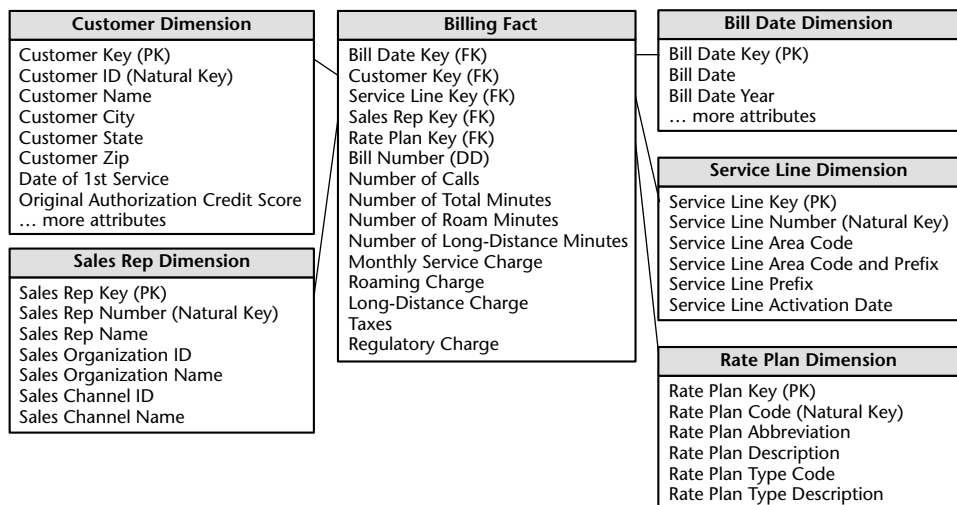 Customer Dimension
Customer Key (PK)
Customer ID (Natural Key)
Customer Name
Customer City
Customer State
Customer Zip
Date of 1st Service
Original Authorization Credit Score
… more attributes
Sales Rep Dimension
Sales Rep Key (PK)
Sales Rep Number (Natural Key)
Sales Rep Name
Sales Organization ID
Sales Organization Name
Sales Channel ID
Sales Channel Name
Billing Fact
Bill Date Key (FK)
Customer Key (FK)
Service Line Key (FK)
Sales Rep Key (FK)
Rate Plan Key (FK)
Bill Number (DD)
Number of Calls
Number of Total Minutes
Number of Roam Minutes
Number of Long-Distance Minutes
Monthly Service Charge
Roaming Charge
Long-Distance Charge
Taxes
Regulatory Charge
Bill Date Dimension
Bill Date Key (PK)
Bill Date
Bill Date Year
… more attributes
Service Line Dimension
Service Line Key (PK)
Service Line Number (Natural Key)
Service Line Area Code
Service Line Area Code and Prefix
Service Line Prefix
Service Line Activation Date
Rate Plan Dimension
Rate Plan Key (PK)
Rate Plan Code (Natural Key)
Rate Plan Abbreviation
Rate Plan Description
Rate Plan Type Code
Rate Plan Type Description